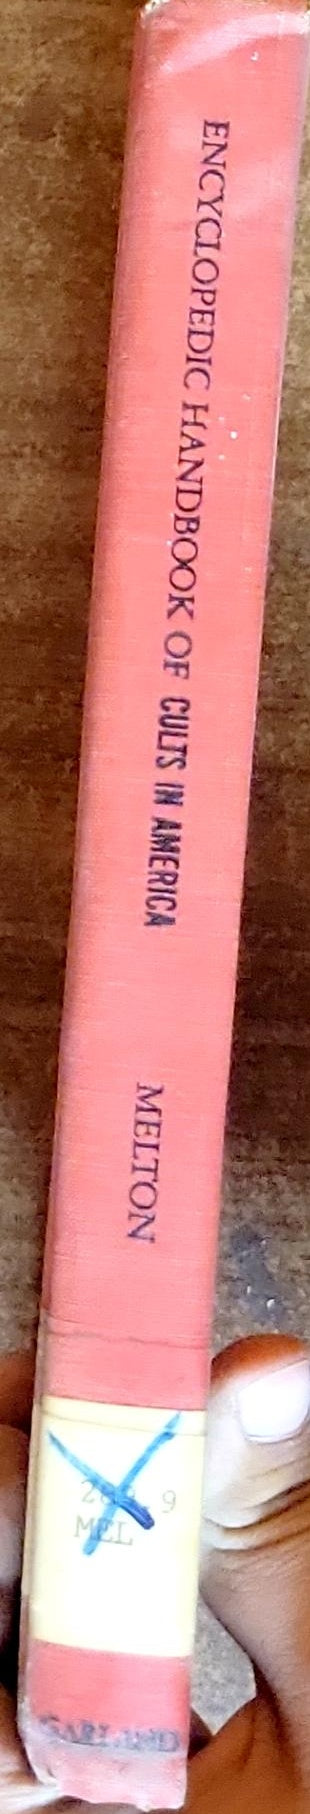 ENCYCLOPEDIC HANDBOOK OF CULTS IN AMERICA
MELTON
MEL
GARLAND